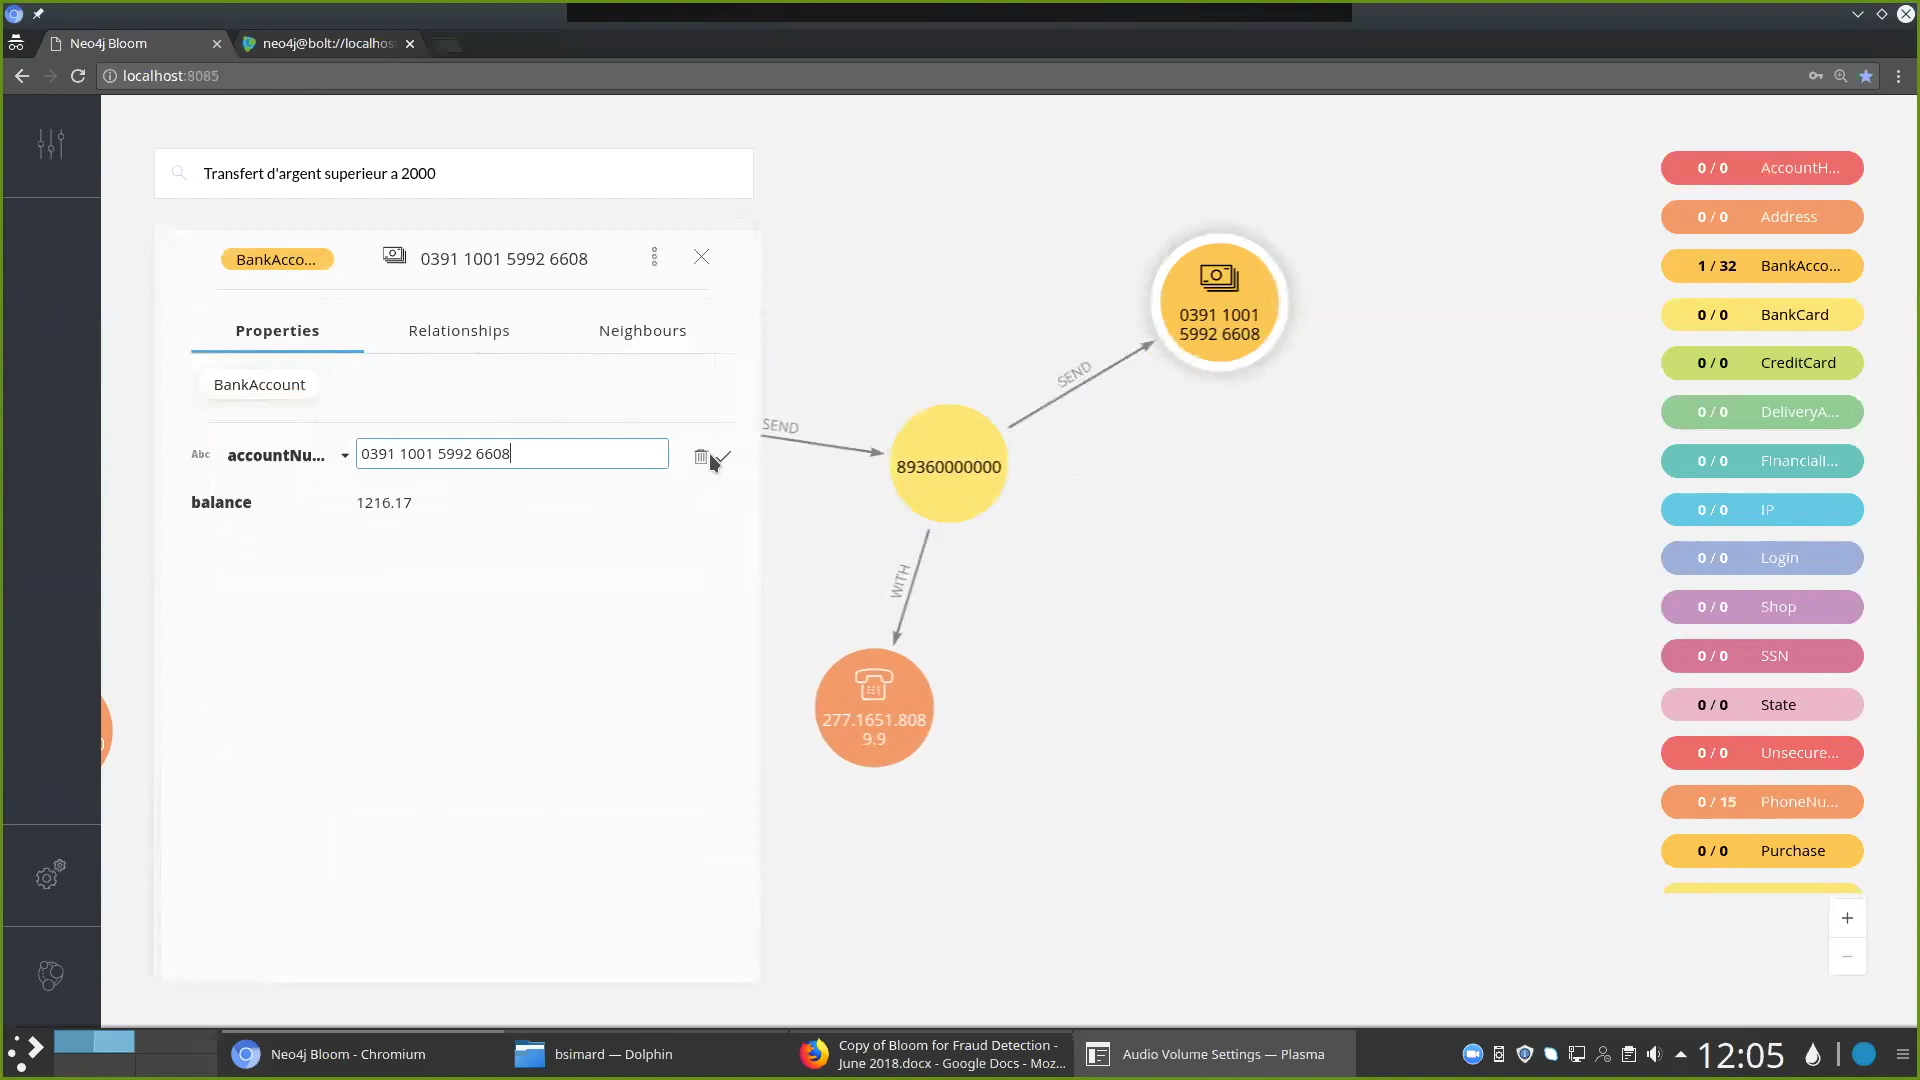 Neo4j Bloom
neo4j@bolt://localhos
localhost:8085
Transfert d'argent superieur a 2000
BankAcco...
0391 1001 5992 6608
Properties
Relationships
Neighbours
BankAccount
Abc
accountNu...
0391 1001 5992 6608
balance
1216.17
SEND
SEND
WITH
0391 1001
5992 6608
89360000000
277.1651.808
9.9
0 / 0 AccountH...
0 / 0 Address
1 / 32 BankAcco...
0 / 0 BankCard
0 / 0 CreditCard
0 / 0 DeliveryA...
0 / 0 FinancialI...
0 / 0 IP
0 / 0 Login
0 / 0 Shop
0 / 0 SSN
0 / 0 State
0 / 0 Unsecure...
0 / 15 PhoneNu...
0 / 0 Purchase
+
−
Neo4j Bloom - Chromium
bsimard — Dolphin
Copy of Bloom for Fraud Detection -
June 2018.docx - Google Docs - Moz...
Audio Volume Settings — Plasma
12:05